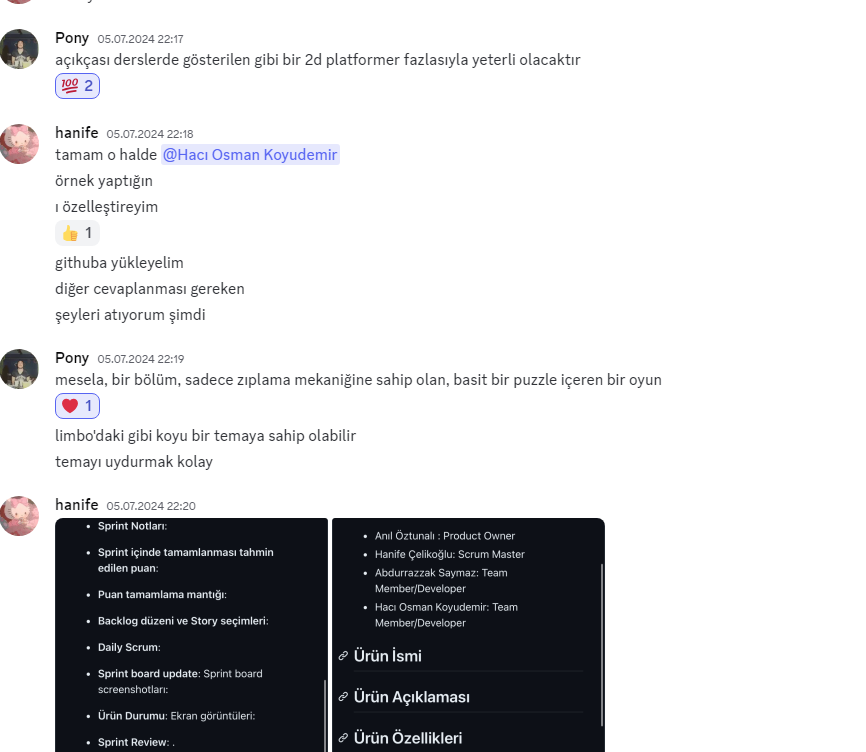 Pony 05.07.2024 22:17
açıkçası derslerde gösterilen gibi bir 2d platformer fazlasıyla yeterli olacaktır
💯 2
hanife 05.07.2024 22:18
tamam o halde @Hacı Osman Koyudemir
örnek yaptığın
ı özelleştireyim
👍 1
githuba yükleyelim
diğer cevaplanması gereken
şeyleri atıyorum şimdi
Pony 05.07.2024 22:19
mesela, bir bölüm, sadece zıplama mekaniğine sahip olan, basit bir puzzle içeren bir oyun
❤️ 1
limbo'daki gibi koyu bir temaya sahip olabilir
temayı uydurmak kolay
hanife 05.07.2024 22:20
• Sprint Notları:
• Sprint içinde tamamlanması tahmin
edilen puan:
• Puan tamamlama mantığı:
• Backlog düzeni ve Story seçimleri:
• Daily Scrum:
• Sprint board update: Sprint board
screenshotları:
• Ürün Durumu: Ekran görüntüleri:
• Sprint Review: .
• Anıl Öztunalı : Product Owner
• Hanife Çelikoğlu: Scrum Master
• Abdurrazzak Saymaz: Team
Member/Developer
• Hacı Osman Koyudemir: Team
Member/Developer
Ürün İsmi
Ürün Açıklaması
Ürün Özellikleri